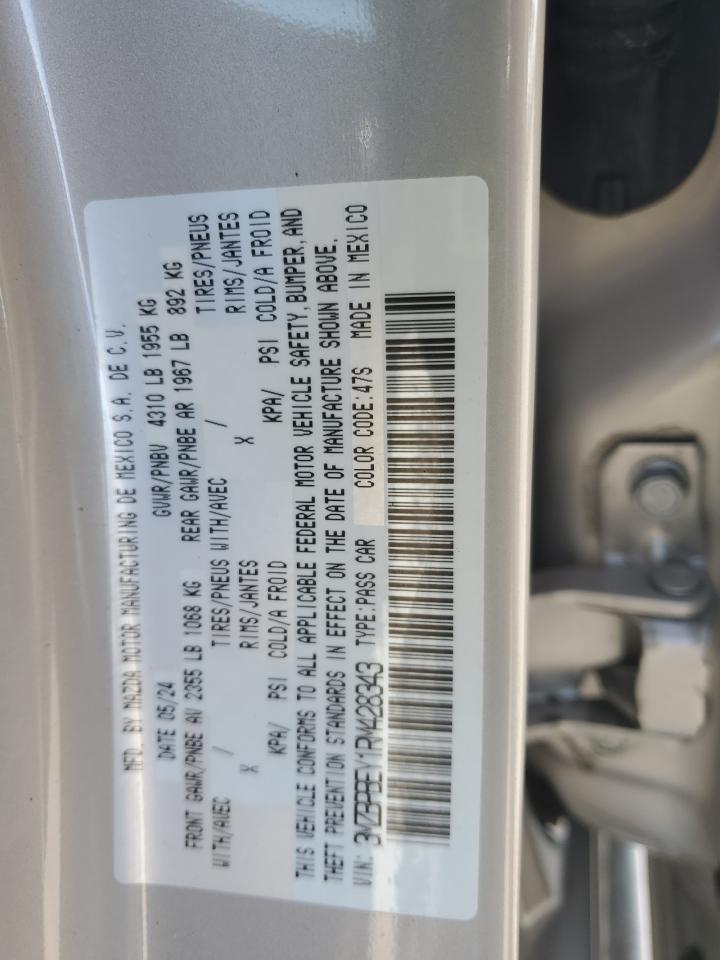 MFD. BY MAZDA MOTOR MANUFACTURING DE MEXICO S.A. DE C.V.
DATE 05/24 GVWR/PNBV 4310 LB 1955 KG
FRONT GAWR/PNBE AV 2355 LB 1068 KG REAR GAWR/PNBE AR 1967 LB 892 KG
WITH/AVEC / TIRES/PNEUS WITH/AVEC / TIRES/PNEUS
X RIMS/JANTES X RIMS/JANTES
KPA/ PSI COLD/A FROID KPA/ PSI COLD/A FROID
THIS VEHICLE CONFORMS TO ALL APPLICABLE FEDERAL MOTOR VEHICLE SAFETY, BUMPER, AND
THEFT PREVENTION STANDARDS IN EFFECT ON THE DATE OF MANUFACTURE SHOWN ABOVE.
VIN: 3MZBPBEY1RM428343 TYPE:PASS CAR COLOR CODE:47S MADE IN MEXICO